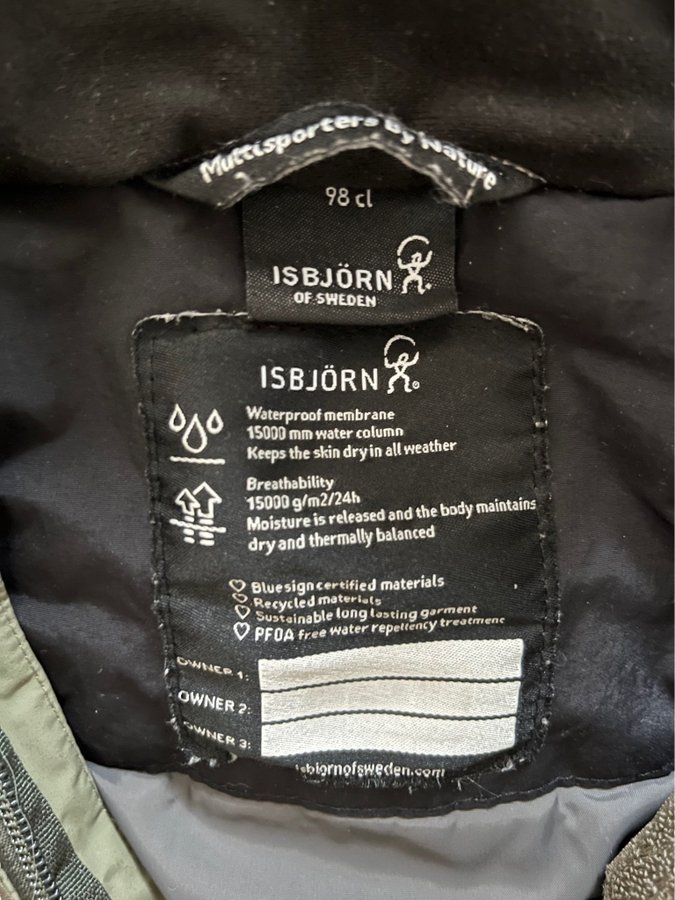 Multisporters By Nature
98 cl
ISBJÖRN
OF SWEDEN
ISBJÖRN
Waterproof membrane
15000 mm water column
Keeps the skin dry in all weather
Breathability
15000 g/m2/24h
Moisture is released and the body maintains
dry and thermally balanced
Bluesign certified materials
Recycled materials
Sustainable long lasting garment
PFOA free water repellency treatment
OWNER 1:
OWNER 2:
OWNER 3:
isbjornofsweden.com